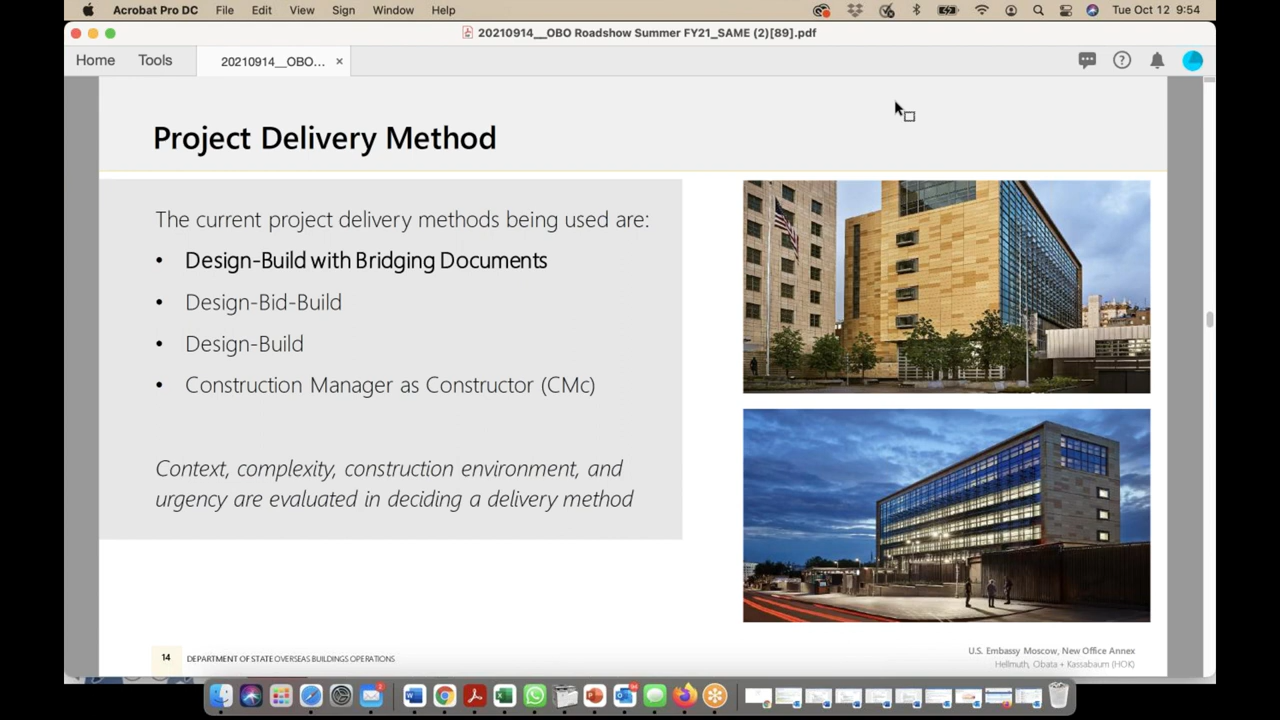 Acrobat Pro DC File Edit View Sign Window Help Tue Oct 12 9:54
20210914__OBO Roadshow Summer FY21_SAME (2)[89].pdf
Home Tools 20210914__OBO... ×
Project Delivery Method
The current project delivery methods being used are:
• Design-Build with Bridging Documents
• Design-Bid-Build
• Design-Build
• Construction Manager as Constructor (CMc)
Context, complexity, construction environment, and
urgency are evaluated in deciding a delivery method
14 DEPARTMENT OF STATE OVERSEAS BUILDINGS OPERATIONS
U.S. Embassy Moscow, New Office Annex
Hellmuth, Obata + Kassabaum (HOK)